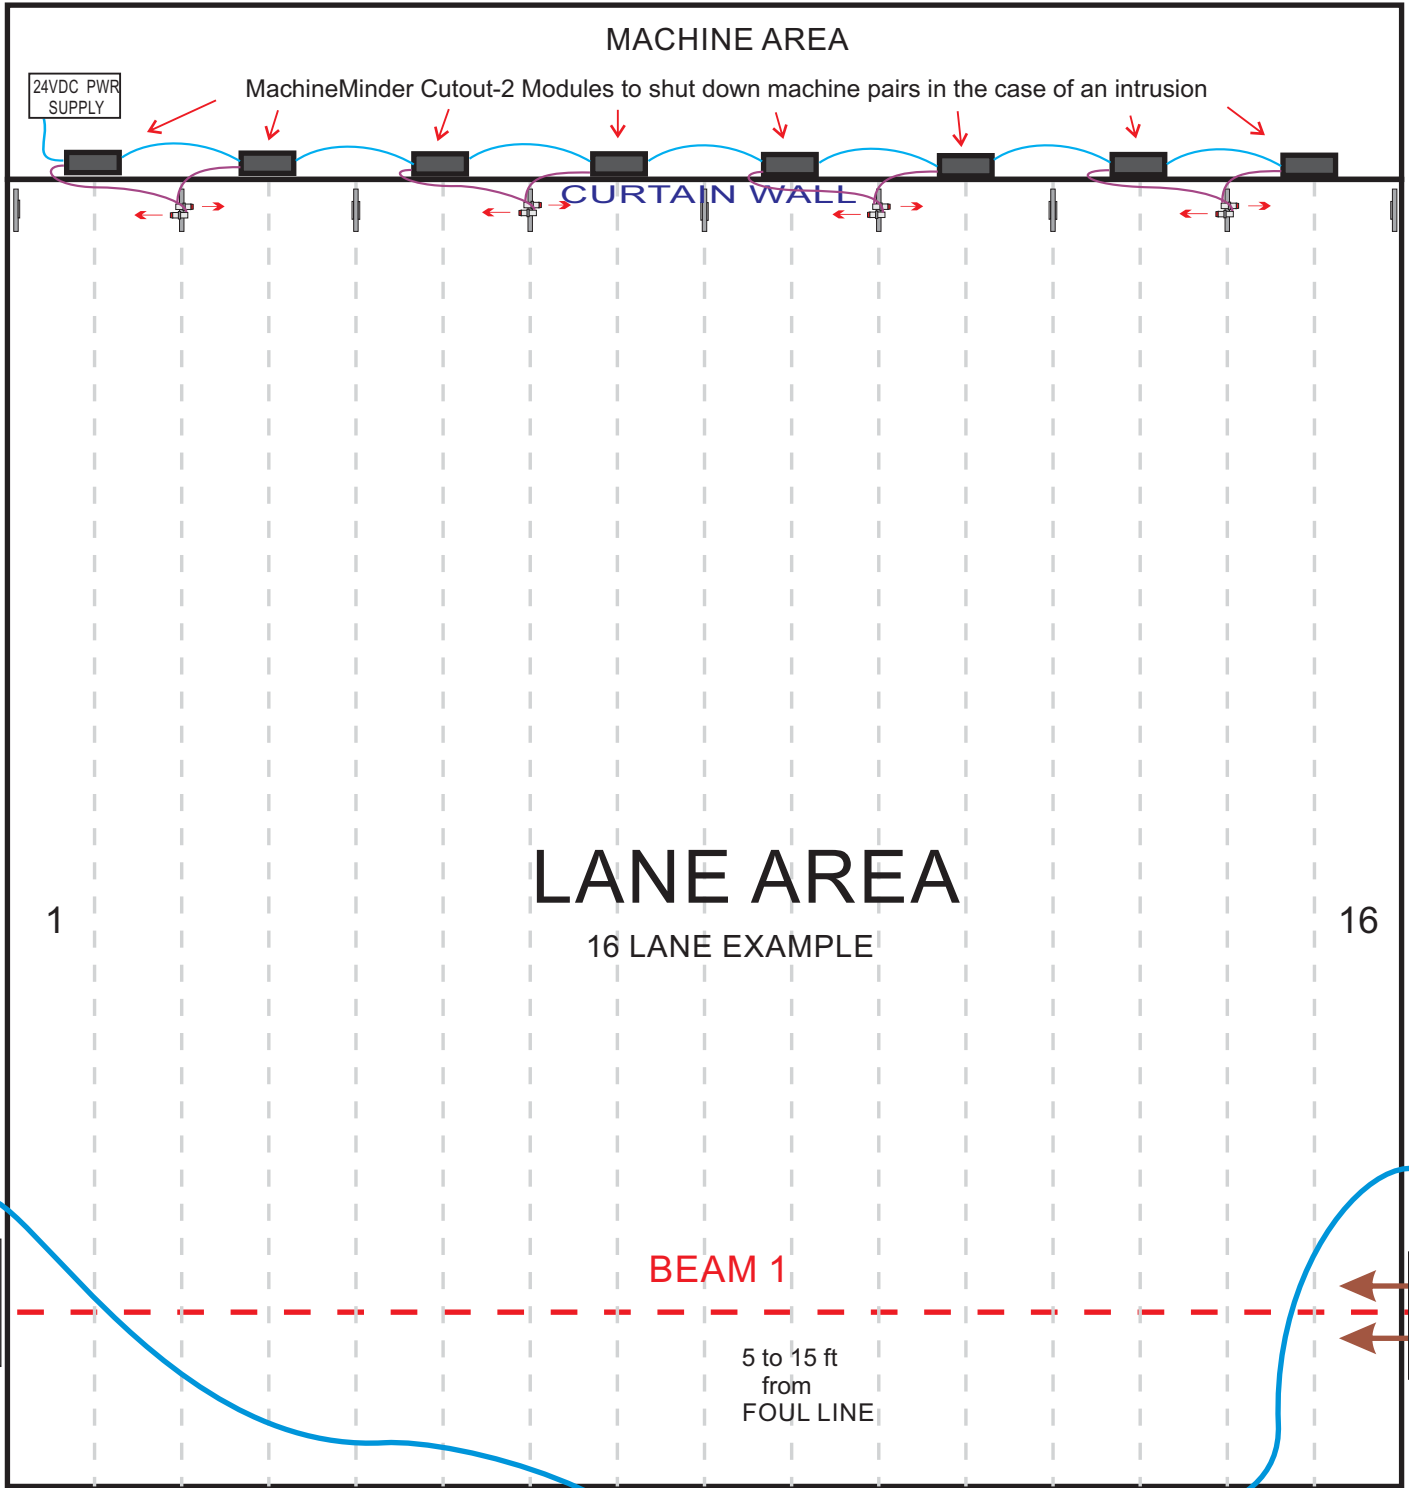 MACHINE AREA
24VDC PWR
SUPPLY
MachineMinder Cutout-2 Modules to shut down machine pairs in the case of an intrusion
CURTAIN WALL
LANE AREA
1
16
16 LANE EXAMPLE
BEAM 1
5 to 15 ft
from
FOUL LINE